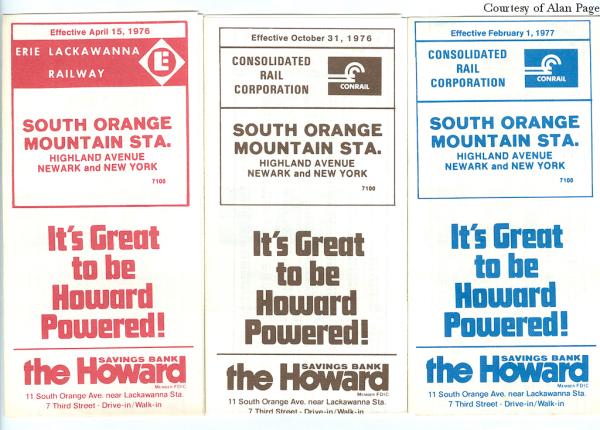 Courtesy of Alan Page
Effective April 15, 1976
ERIE LACKAWANNA
RAILWAY
E
SOUTH ORANGE
MOUNTAIN STA.
HIGHLAND AVENUE
NEWARK and NEW YORK
7100
It's Great
to be
Howard
Powered!
the Howard
SAVINGS BANK
MEMBER FDIC
11 South Orange Ave. near Lackawanna Sta.
7 Third Street - Drive-in/Walk-in
Effective October 31, 1976
CONSOLIDATED
RAIL
CORPORATION
CONRAIL
SOUTH ORANGE
MOUNTAIN STA.
HIGHLAND AVENUE
NEWARK and NEW YORK
7100
It's Great
to be
Howard
Powered!
the Howard
SAVINGS BANK
MEMBER FDIC
11 South Orange Ave. near Lackawanna Sta.
7 Third Street - Drive-in/Walk-in
Effective February 1, 1977
CONSOLIDATED
RAIL
CORPORATION
CONRAIL
SOUTH ORANGE
MOUNTAIN STA.
HIGHLAND AVENUE
NEWARK and NEW YORK
7100
It's Great
to be
Howard
Powered!
the Howard
SAVINGS BANK
MEMBER FDIC
11 South Orange Ave. near Lackawanna Sta.
7 Third Street - Drive-in/Walk-in